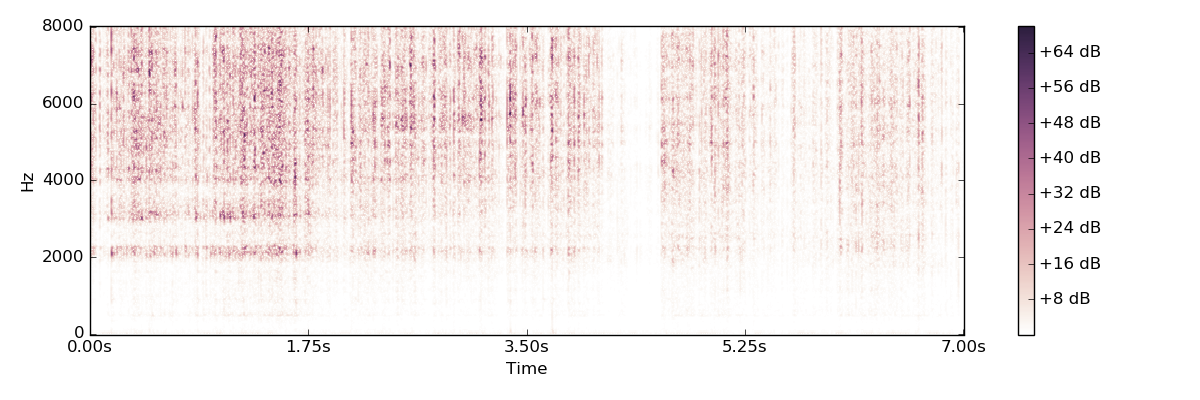 8000
6000
4000
2000
0
Hz
0.00s 1.75s 3.50s 5.25s 7.00s
Time
+64 dB
+56 dB
+48 dB
+40 dB
+32 dB
+24 dB
+16 dB
+8 dB